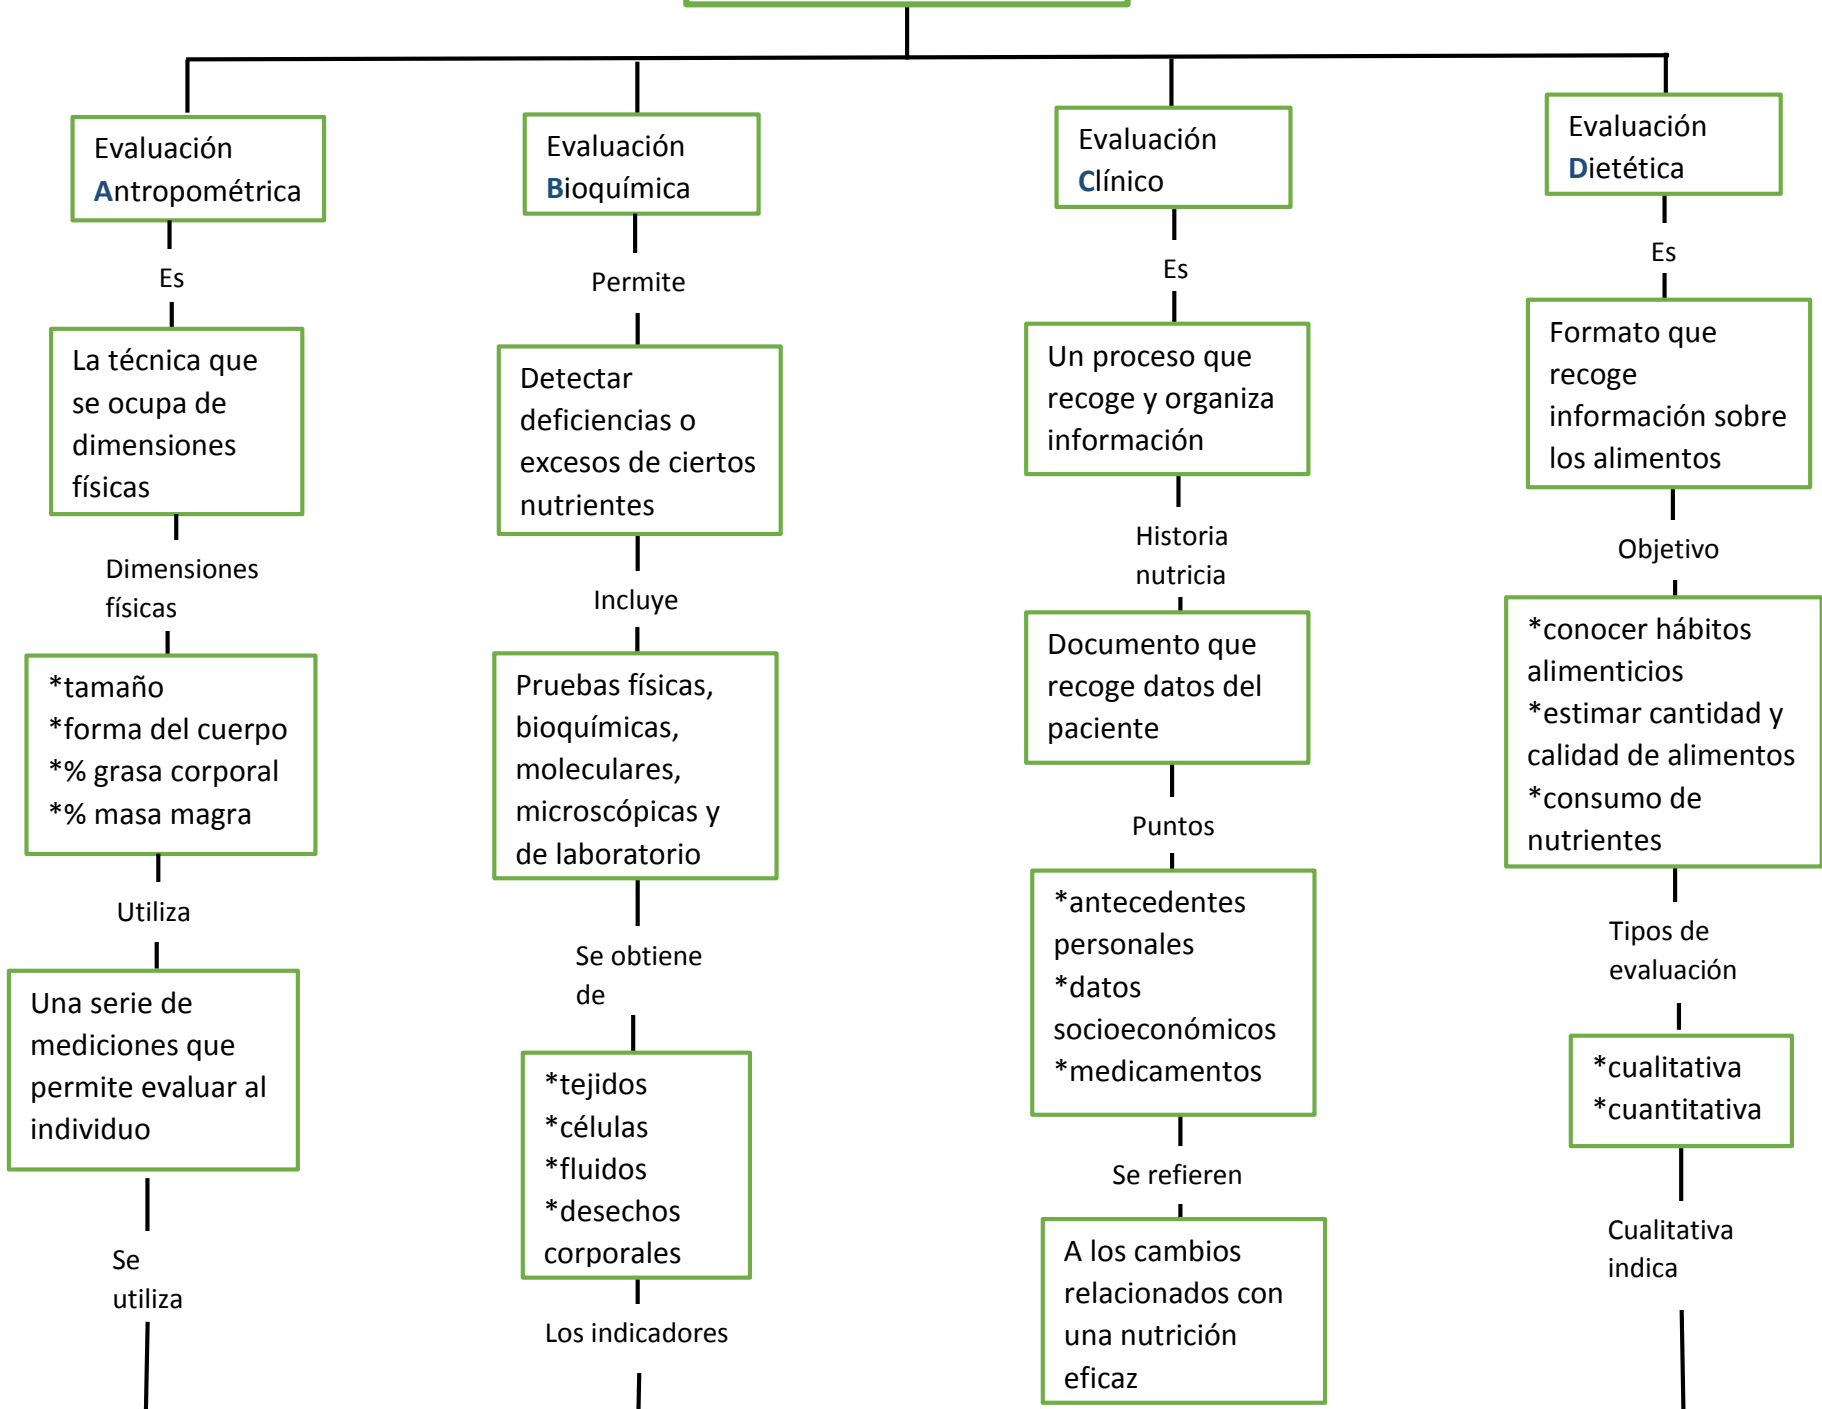 Evaluación
Antropométrica
Es
La técnica que
se ocupa de
dimensiones
físicas
Dimensiones
físicas
*tamaño
*forma del cuerpo
*% grasa corporal
*% masa magra
Utiliza
Una serie de
mediciones que
permite evaluar al
individuo
Se
utiliza
Evaluación
Bioquímica
Permite
Detectar
deficiencias o
excesos de ciertos
nutrientes
Incluye
Pruebas físicas,
bioquímicas,
moleculares,
microscópicas y
de laboratorio
Se obtiene
de
*tejidos
*células
*fluidos
*desechos
corporales
Los indicadores
Evaluación
Clínico
Es
Un proceso que
recoge y organiza
información
Historia
nutricia
Documento que
recoge datos del
paciente
Puntos
*antecedentes
personales
*datos
socioeconómicos
*medicamentos
Se refieren
A los cambios
relacionados con
una nutrición
eficaz
Evaluación
Dietética
Es
Formato que
recoge
información sobre
los alimentos
Objetivo
*conocer hábitos
alimenticios
*estimar cantidad y
calidad de alimentos
*consumo de
nutrientes
Tipos de
evaluación
*cualitativa
*cuantitativa
Cualitativa
indica